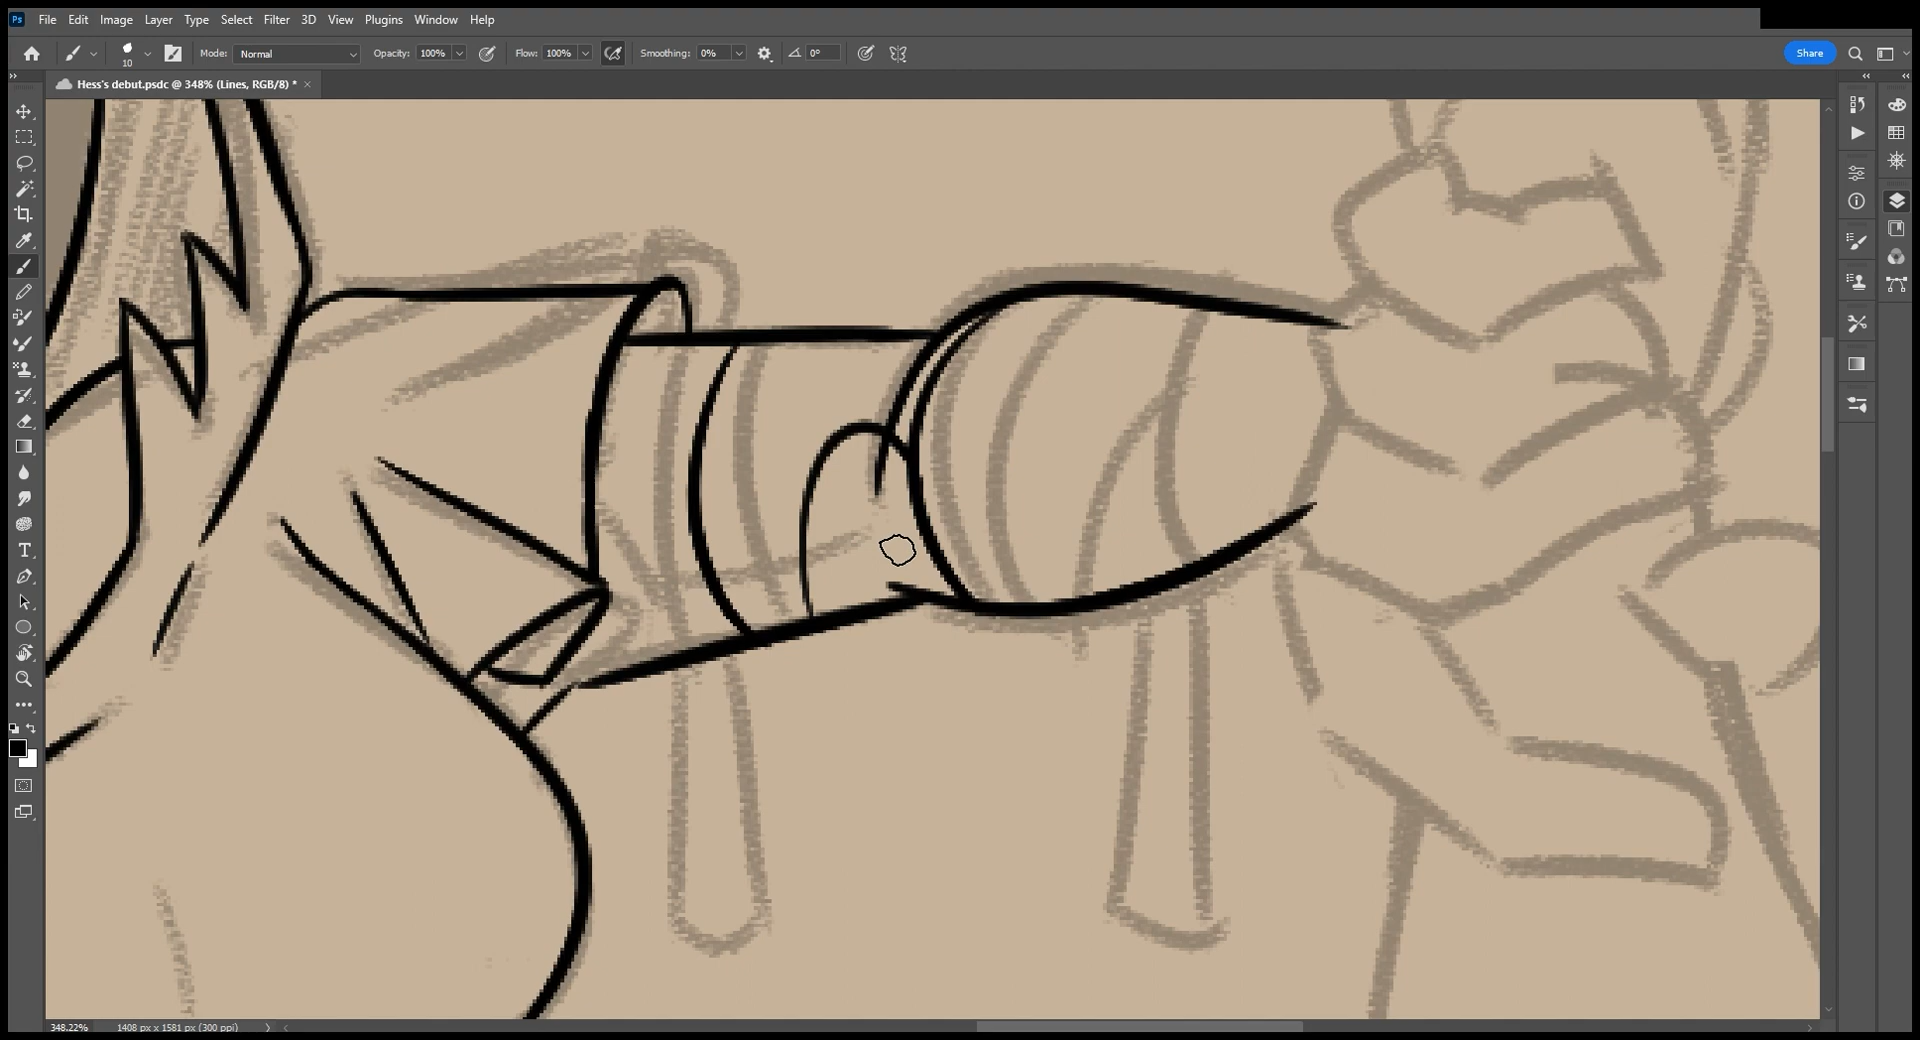 Ps File Edit Image Layer Type Select Filter 3D View Plugins Window Help
10 Mode: Normal Opacity: 100% Flow: 100% Smoothing: 0% 0° Share
Hess's debut.psdc @ 348% (Lines, RGB/8) * ×
T
348.22% 1408 px x 1581 px (300 ppi)